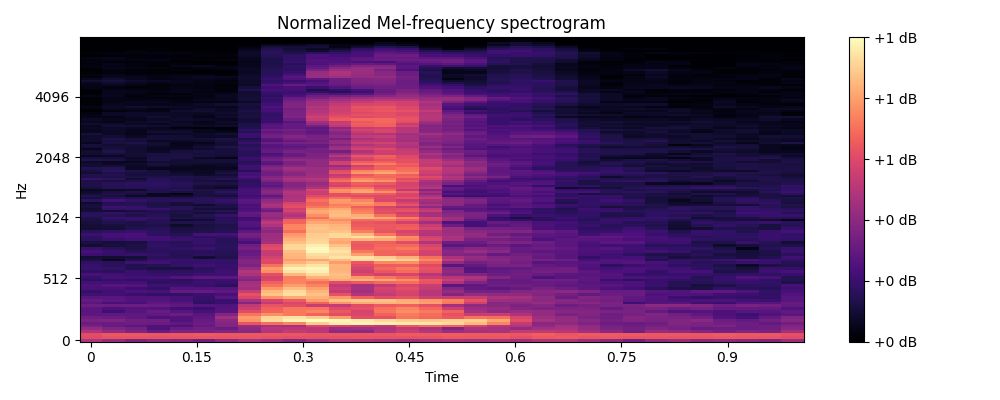 Normalized Mel-frequency spectrogram
Hz
4096
2048
1024
512
0
0 0.15 0.3 0.45 0.6 0.75 0.9
Time
+1 dB
+1 dB
+1 dB
+0 dB
+0 dB
+0 dB